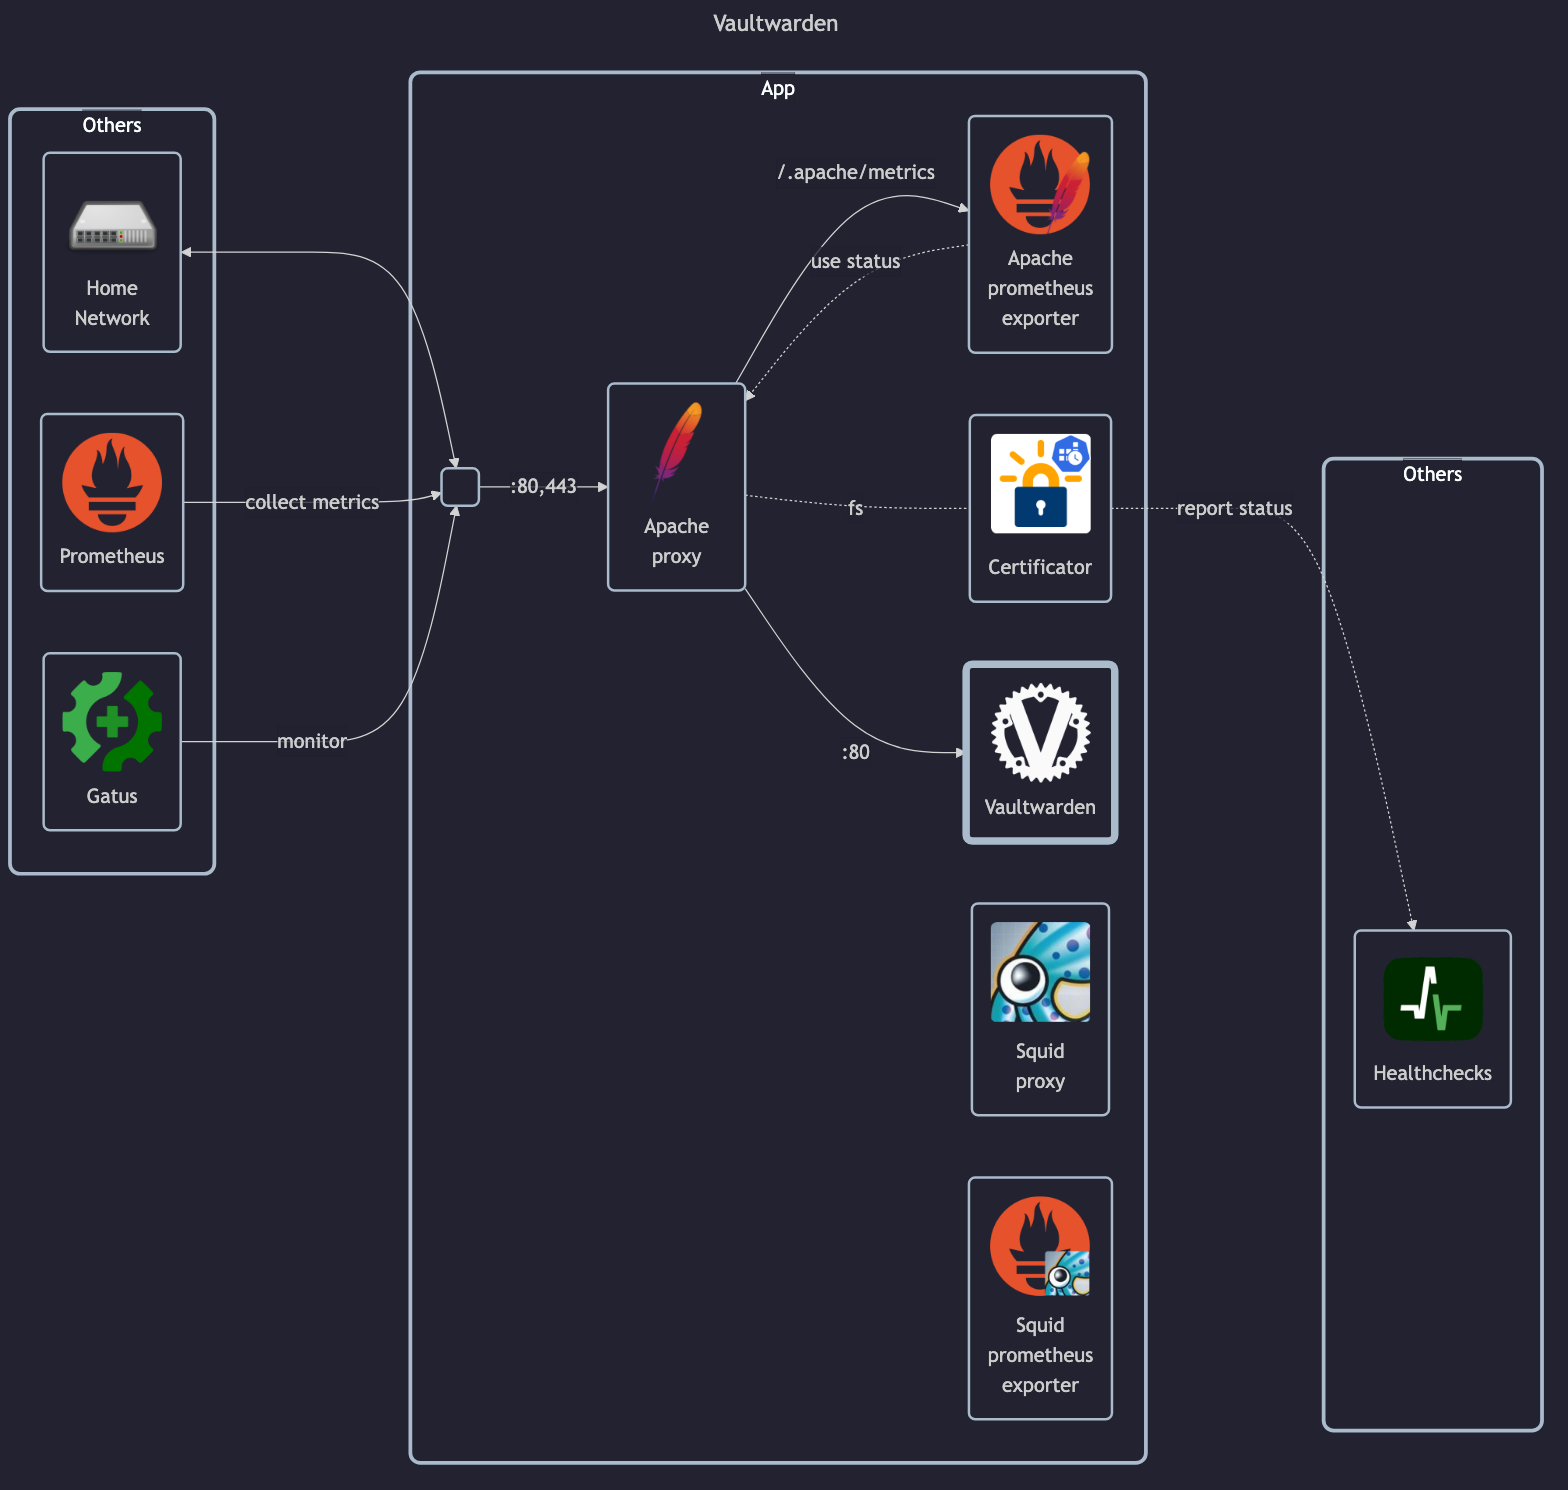 Vaultwarden
Others
Home
Network
Prometheus
Gatus
collect metrics
monitor
App
:80,443
Apache
proxy
/.apache/metrics
use status
fs
:80
Apache
prometheus
exporter
Certificator
Vaultwarden
Squid
proxy
Squid
prometheus
exporter
report status
Others
Healthchecks